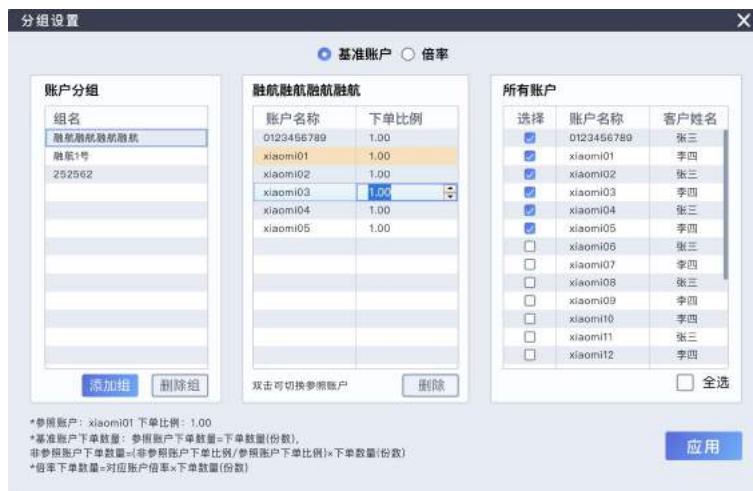 分组设置
基准账户 倍率
账户分组
组名
融航融航融航融航
融航1号
252562
添加组 删除组
融航融航融航融航
账户名称 下单比例
0123456789 1.00
xiaomi01 1.00
xiaomi02 1.00
xiaomi03 1.00
xiaomi04 1.00
xiaomi05 1.00
双击可切换参照账户 删除
所有账户
选择 账户名称 客户姓名
0123456789 张三
xiaomi01 李四
xiaomi02 张三
xiaomi03 李四
xiaomi04 张三
xiaomi05 李四
xiaomi06 张三
xiaomi07 李四
xiaomi08 张三
xiaomi09 李四
xiaomi10 李四
xiaomi11 张三
xiaomi12 李四
全选
*参照账户：xiaomi01 下单比例：1.00
*基准账户下单数量：参照账户下单数量=下单数量(份数),
非参照账户下单数量=(非参照账户下单比例/参照账户下单比例)×下单数量(份数)
*倍率下单数量=对应账户倍率×下单数量(份数)
应用